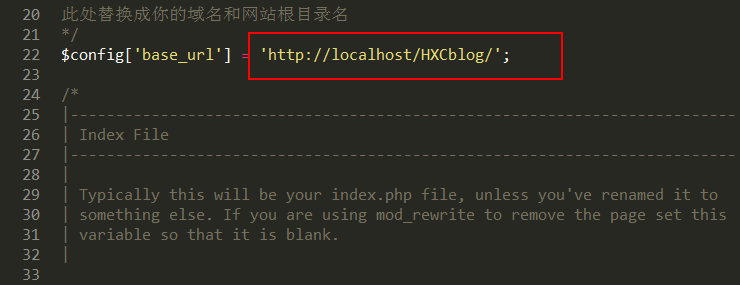 20 此处替换成你的域名和网站根目录名
21 */
22 $config['base_url'] = 'http://localhost/HXCblog/';
23
24 /*
25 |--------------------------------------------------------------------------
26 | Index File
27 |--------------------------------------------------------------------------
28 |
29 | Typically this will be your index.php file, unless you've renamed it to
30 | something else. If you are using mod_rewrite to remove the page set this
31 | variable so that it is blank.
32 |
33